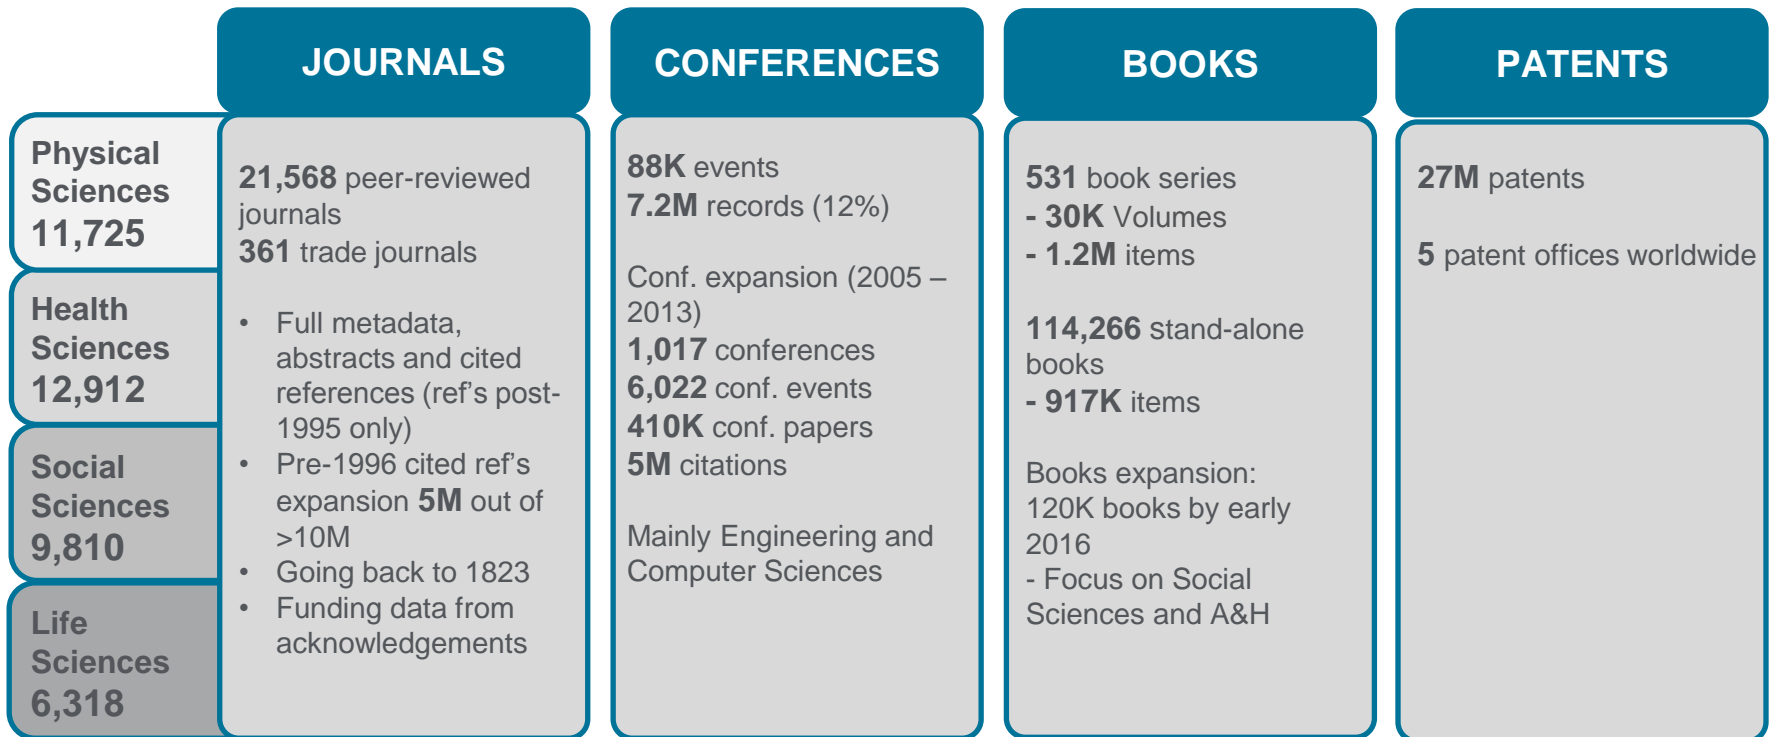 JOURNALS
CONFERENCES
BOOKS
PATENTS
Physical
Sciences
11,725
Health
Sciences
12,912
Social
Sciences
9,810
Life
Sciences
6,318
21,568 peer-reviewed
journals
361 trade journals
• Full metadata,
abstracts and cited
references (ref's post-
1995 only)
• Pre-1996 cited ref's
expansion 5M out of
>10M
• Going back to 1823
• Funding data from
acknowledgements
88K events
7.2M records (12%)
Conf. expansion (2005 –
2013)
1,017 conferences
6,022 conf. events
410K conf. papers
5M citations
Mainly Engineering and
Computer Sciences
531 book series
- 30K Volumes
- 1.2M items
114,266 stand-alone
books
- 917K items
Books expansion:
120K books by early
2016
- Focus on Social
Sciences and A&H
27M patents
5 patent offices worldwide